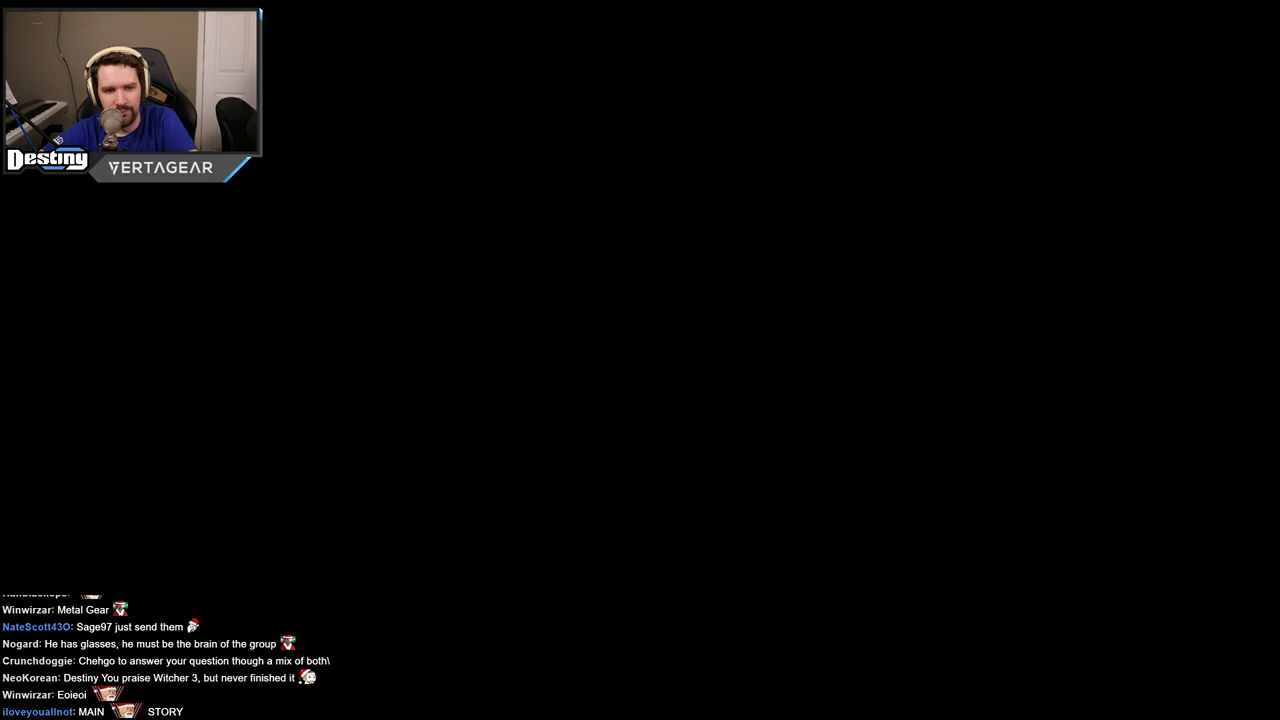 Destiny
VERTAGEAR
Winwirzar: Metal Gear
NateScott43O: Sage97 just send them
Nogard: He has glasses, he must be the brain of the group
Crunchdoggie: Chehgo to answer your question though a mix of both\
NeoKorean: Destiny You praise Witcher 3, but never finished it
Winwirzar: Eoieoi
iloveyouallnot: MAIN STORY